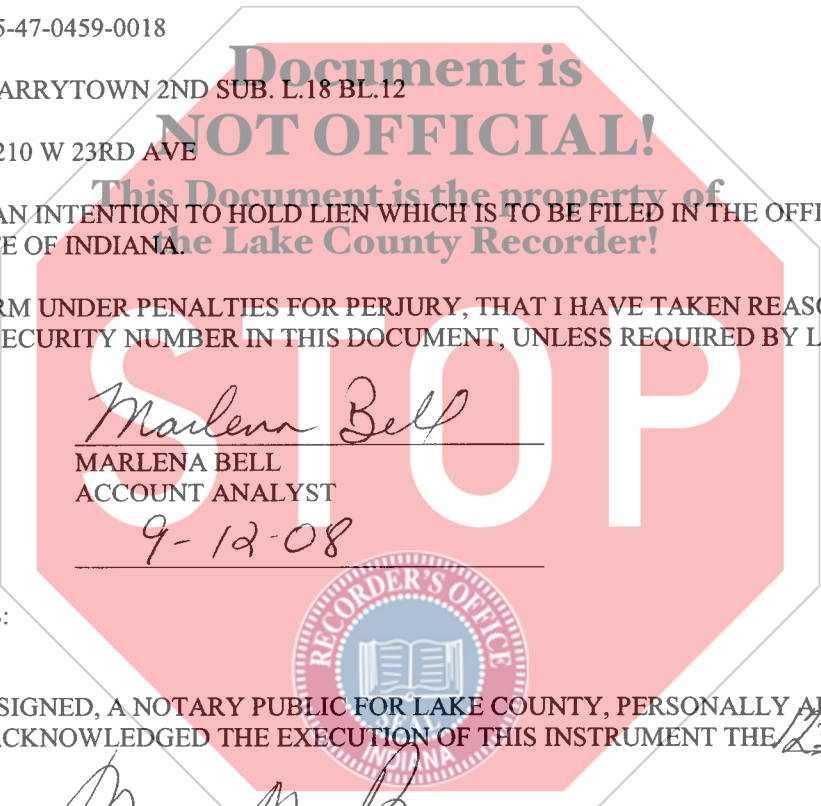 5-47-0459-0018
Document is
ARRYTOWN 2ND SUB. L.18 BL.12
NOT OFFICIAL!
210 W 23RD AVE
This Document is the property of
AN INTENTION TO HOLD LIEN WHICH IS TO BE FILED IN THE OFFI
the Lake County Recorder!
E OF INDIANA.
RM UNDER PENALTIES FOR PERJURY, THAT I HAVE TAKEN REASO
ECURITY NUMBER IN THIS DOCUMENT, UNLESS REQUIRED BY L
STOP
Marlena Bell
MARLENA BELL
ACCOUNT ANALYST
9-12-08
RECORDER'S OFFICE
SEAL
INDIANA
:
SIGNED, A NOTARY PUBLIC FOR LAKE COUNTY, PERSONALLY A
ACKNOWLEDGED THE EXECUTION OF THIS INSTRUMENT THE